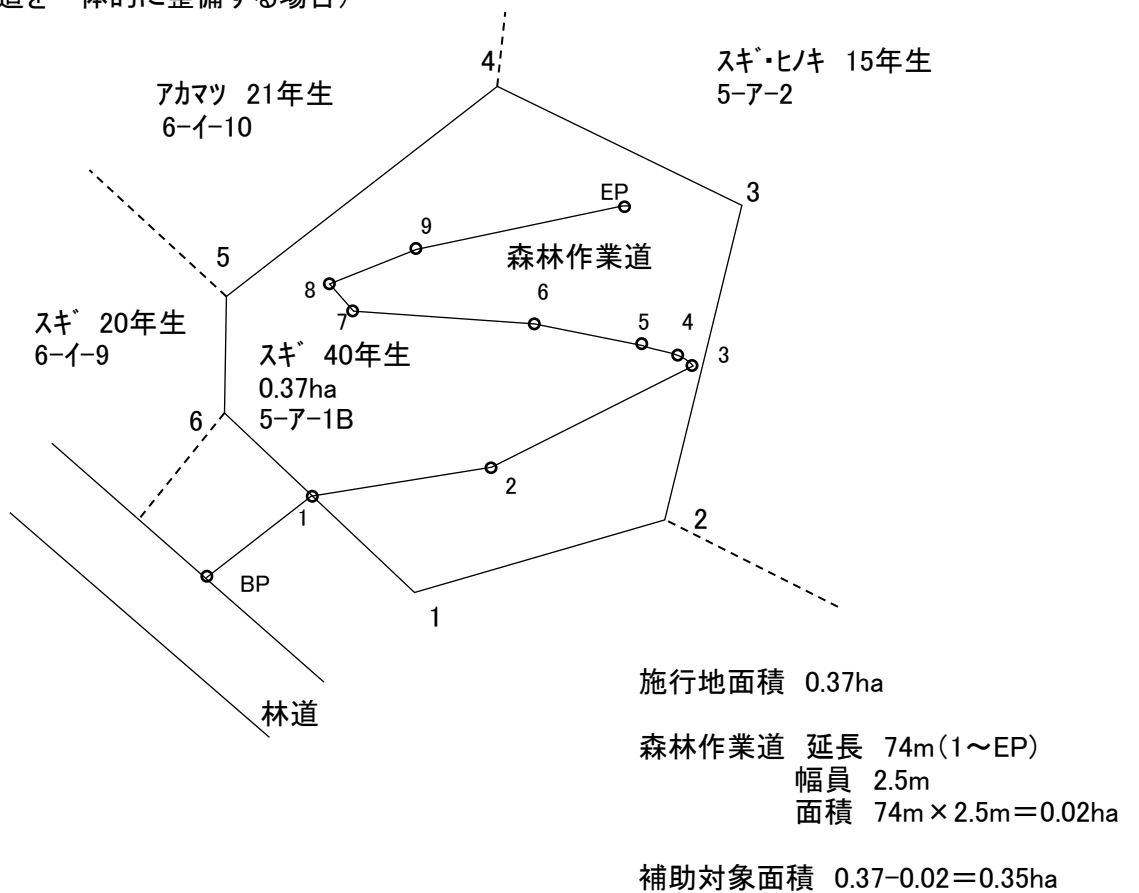 道を一体的に整備する場合）
4
スギ・ヒノキ 15年生
5-ア-2
アカマツ 21年生
6-イ-10
EP
3
9
森林作業道
5
8
6
7
5
4
3
スギ 20年生
6-イ-9
スギ 40年生
0.37ha
5-ア-1B
6
2
1
2
BP
1
林道
施行地面積 0.37ha
森林作業道 延長 74m（1～EP）
幅員 2.5m
面積 74m×2.5m＝0.02ha
補助対象面積 0.37-0.02＝0.35ha